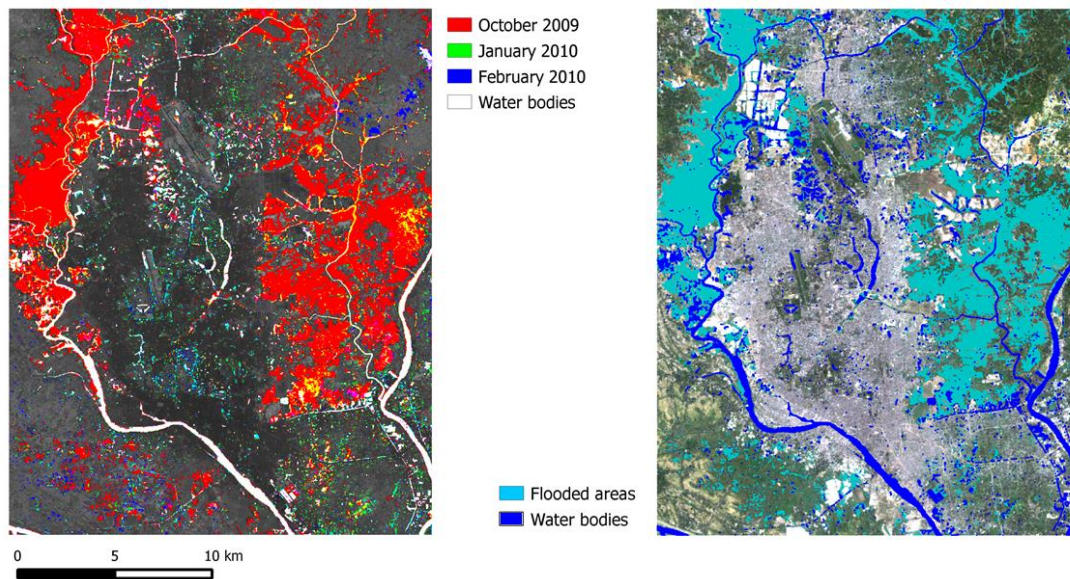 October 2009
January 2010
February 2010
Water bodies
Flooded areas
Water bodies
0 5 10 km